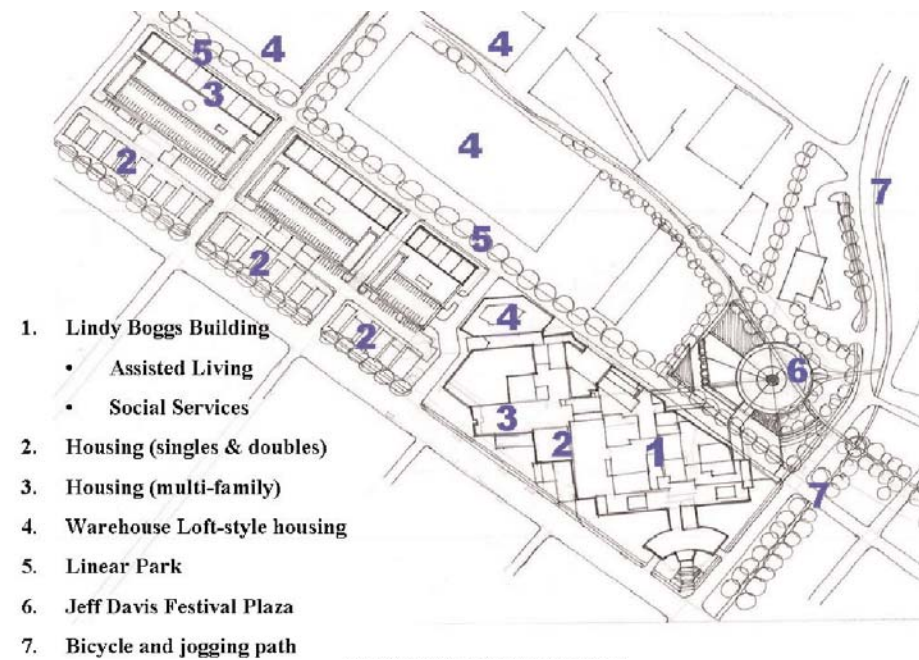 5 4 4
3
4 7
2
5
2
4
2 6
3 2 1
7
1. Lindy Boggs Building
• Assisted Living
• Social Services
2. Housing (singles & doubles)
3. Housing (multi-family)
4. Warehouse Loft-style housing
5. Linear Park
6. Jeff Davis Festival Plaza
7. Bicycle and jogging path